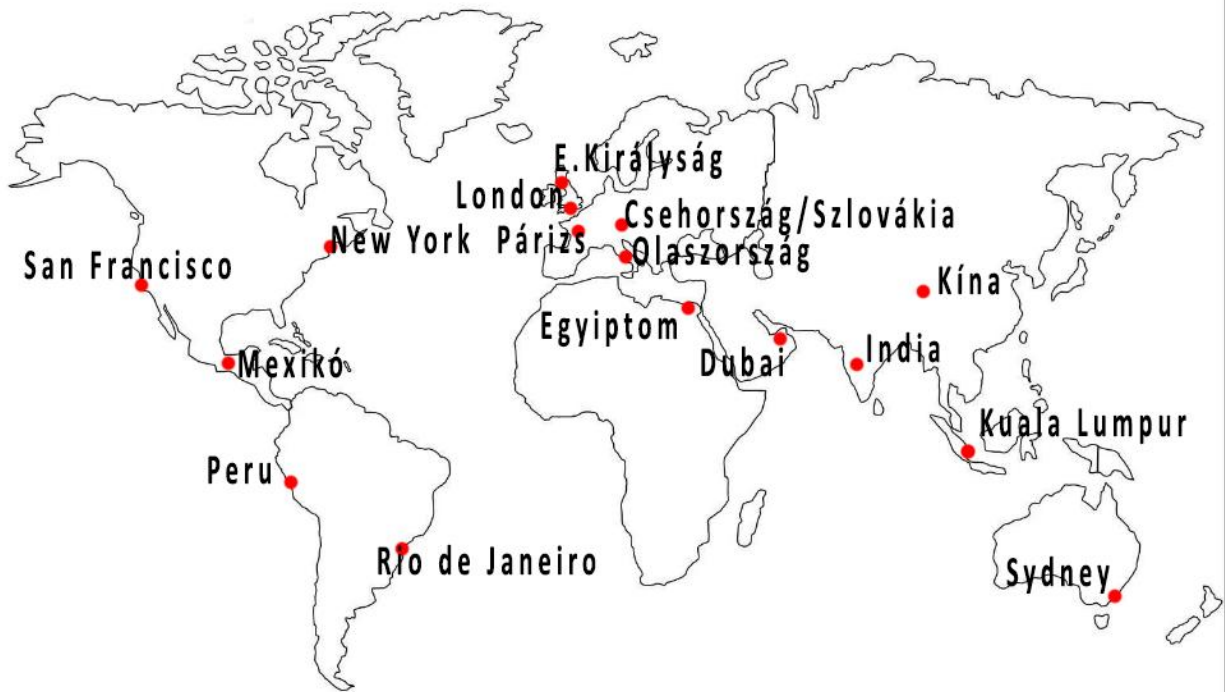 E.Királyság
London
Csehország/Szlovákia
New York
Párizs
Olaszország
San Francisco
Kína
Egyiptom
Dubai
India
Mexikó
Kuala Lumpur
Peru
Rio de Janeiro
Sydney